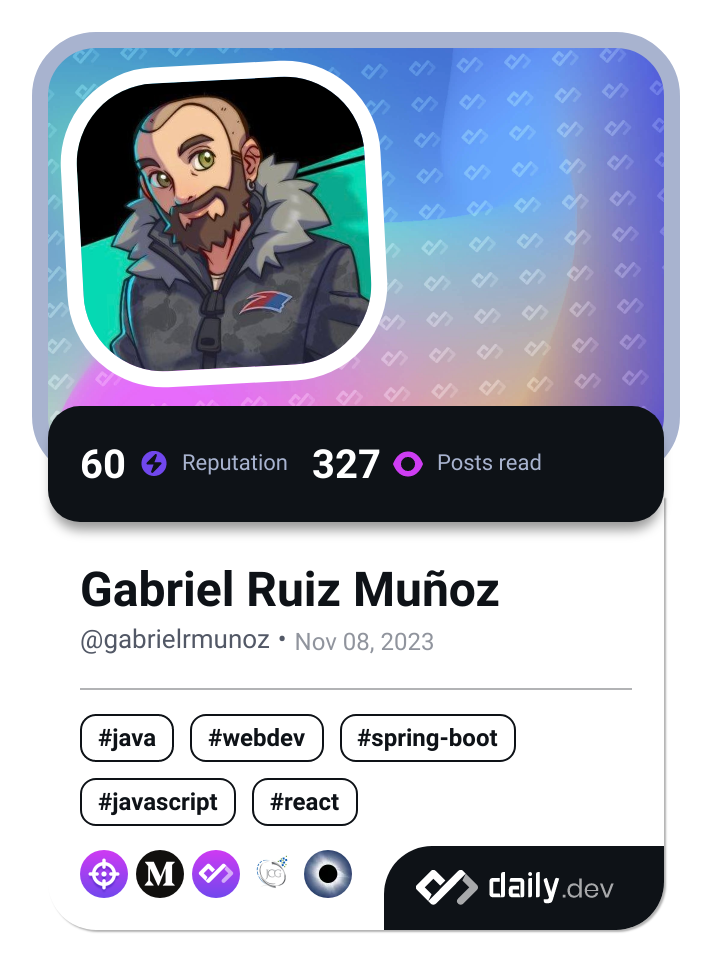 60 Reputation 327 Posts read
Gabriel Ruiz Muñoz
@gabrielrmunoz • Nov 08, 2023
#java #webdev #spring-boot
#javascript #react
M JCG daily.dev